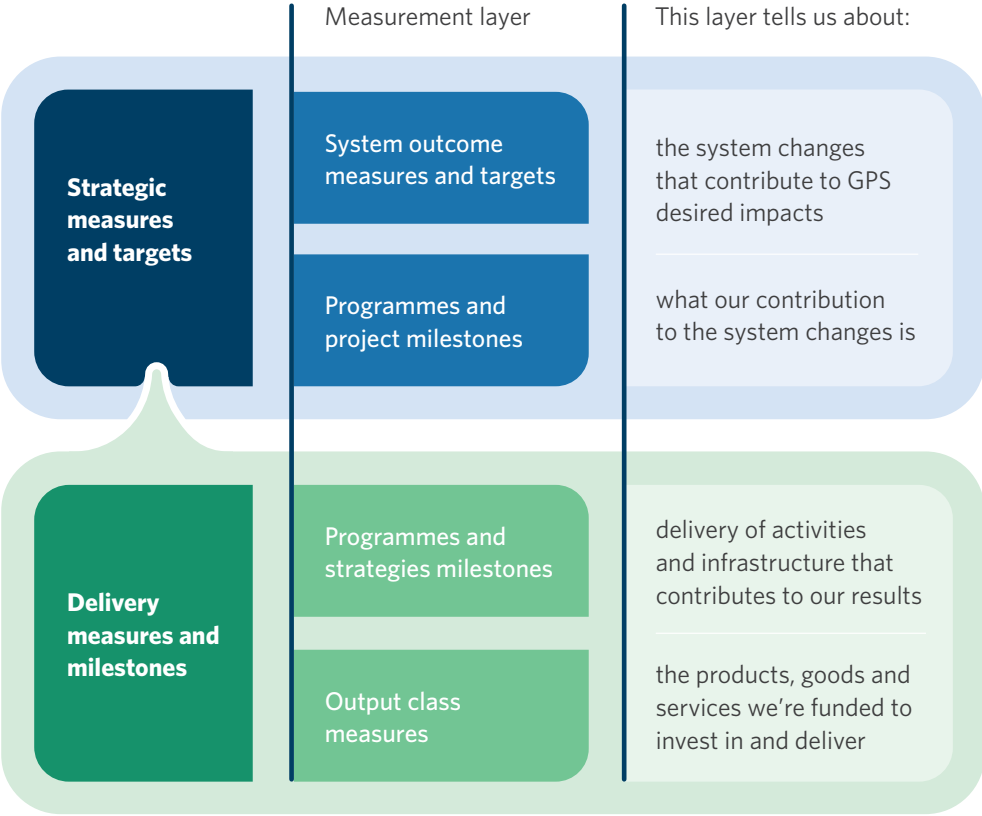 Measurement layer
This layer tells us about:
Strategic
measures
and targets
System outcome
measures and targets
the system changes
that contribute to GPS
desired impacts
Programmes and
project milestones
what our contribution
to the system changes is
Delivery
measures and
milestones
Programmes and
strategies milestones
delivery of activities
and infrastructure that
contributes to our results
Output class
measures
the products, goods and
services we’re funded to
invest in and deliver